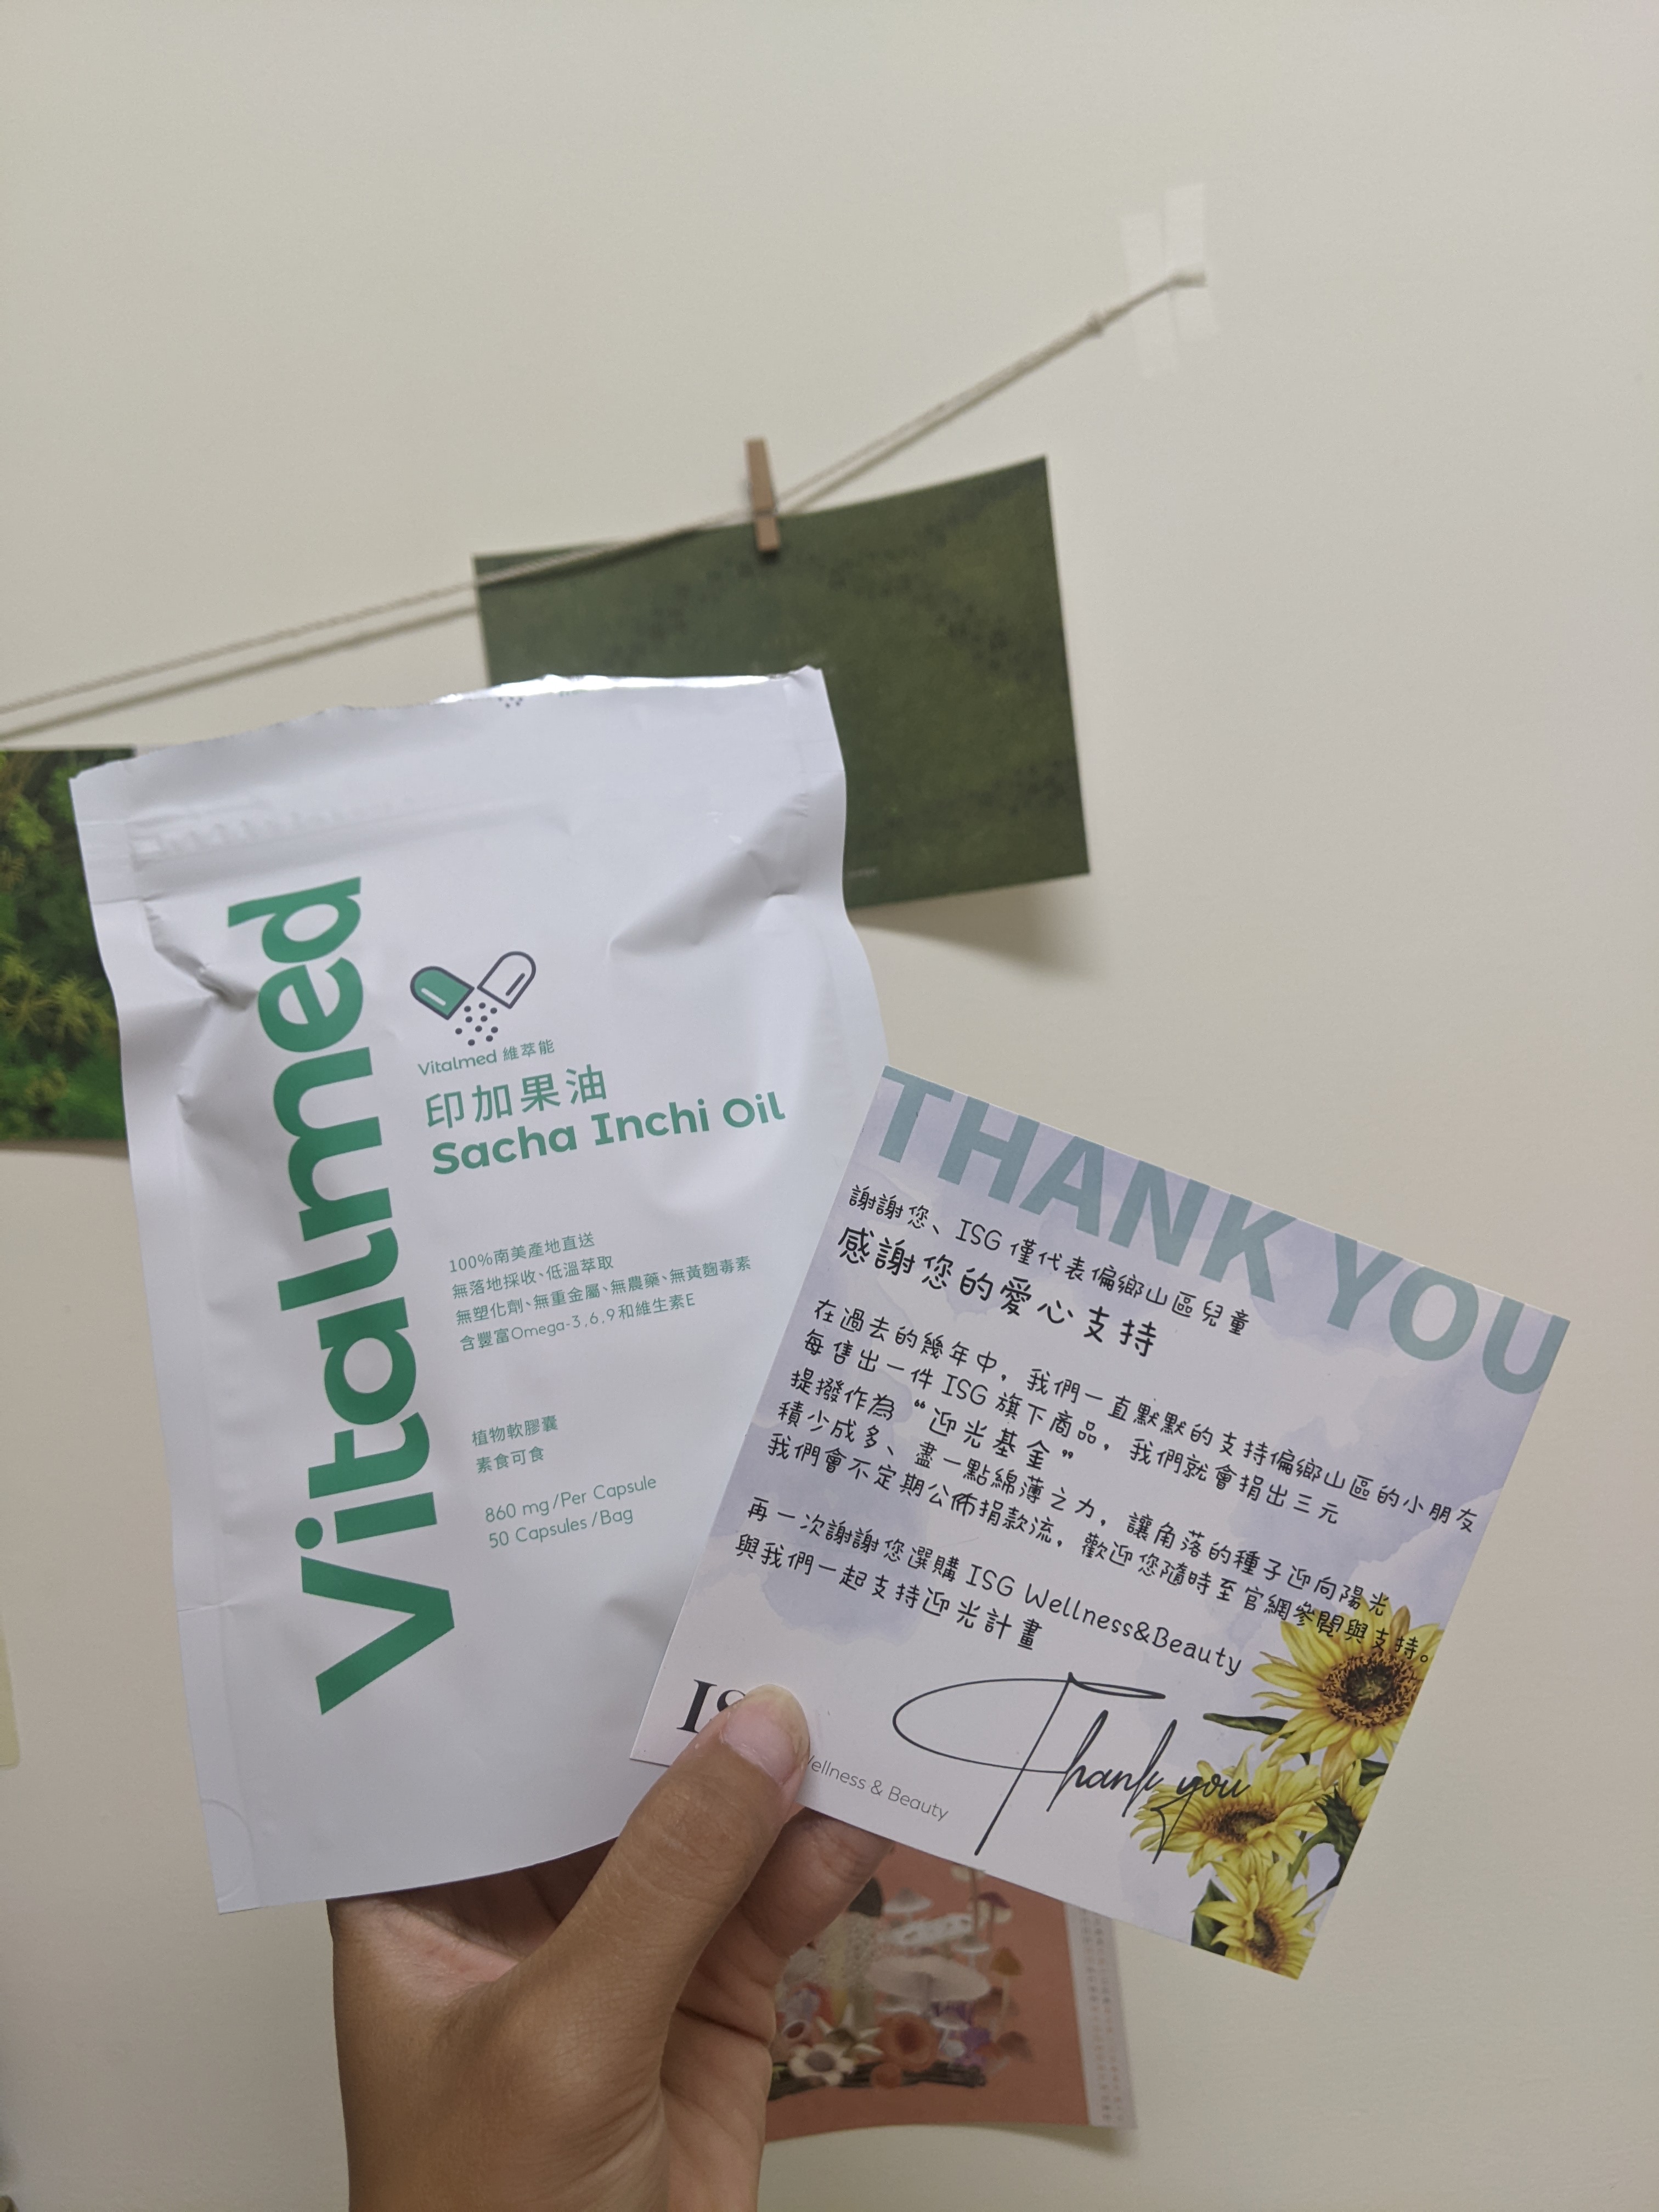 Vitalmed
Vitalmed 維萃能
印加果油
Sacha Inchi Oil
100%南美產地直送
無落地採收、低溫萃取
無塑化劑、無重金屬、無農藥、無黃麴毒素
含豐富Omega-3,6,9和維生素E
植物軟膠囊
素食可食
860 mg/Per Capsule
50 Capsules/Bag
THANK YOU
謝謝您、ISG 僅代表偏鄉山區兒童
感謝您的愛心支持
在過去的幾年中，我們一直默默的支持偏鄉山區的小朋友
每售出一件 ISG 旗下商品，我們就會捐出三元
提撥作為 “迎光基金”
積少成多、盡一點綿薄之力，讓角落的種子迎向陽光
我們會不定期公佈捐款流，歡迎您隨時至官網參閱與支持。
再一次謝謝您選購 ISG Wellness&Beauty
與我們一起支持迎光計畫
Thank you
Wellness & Beauty